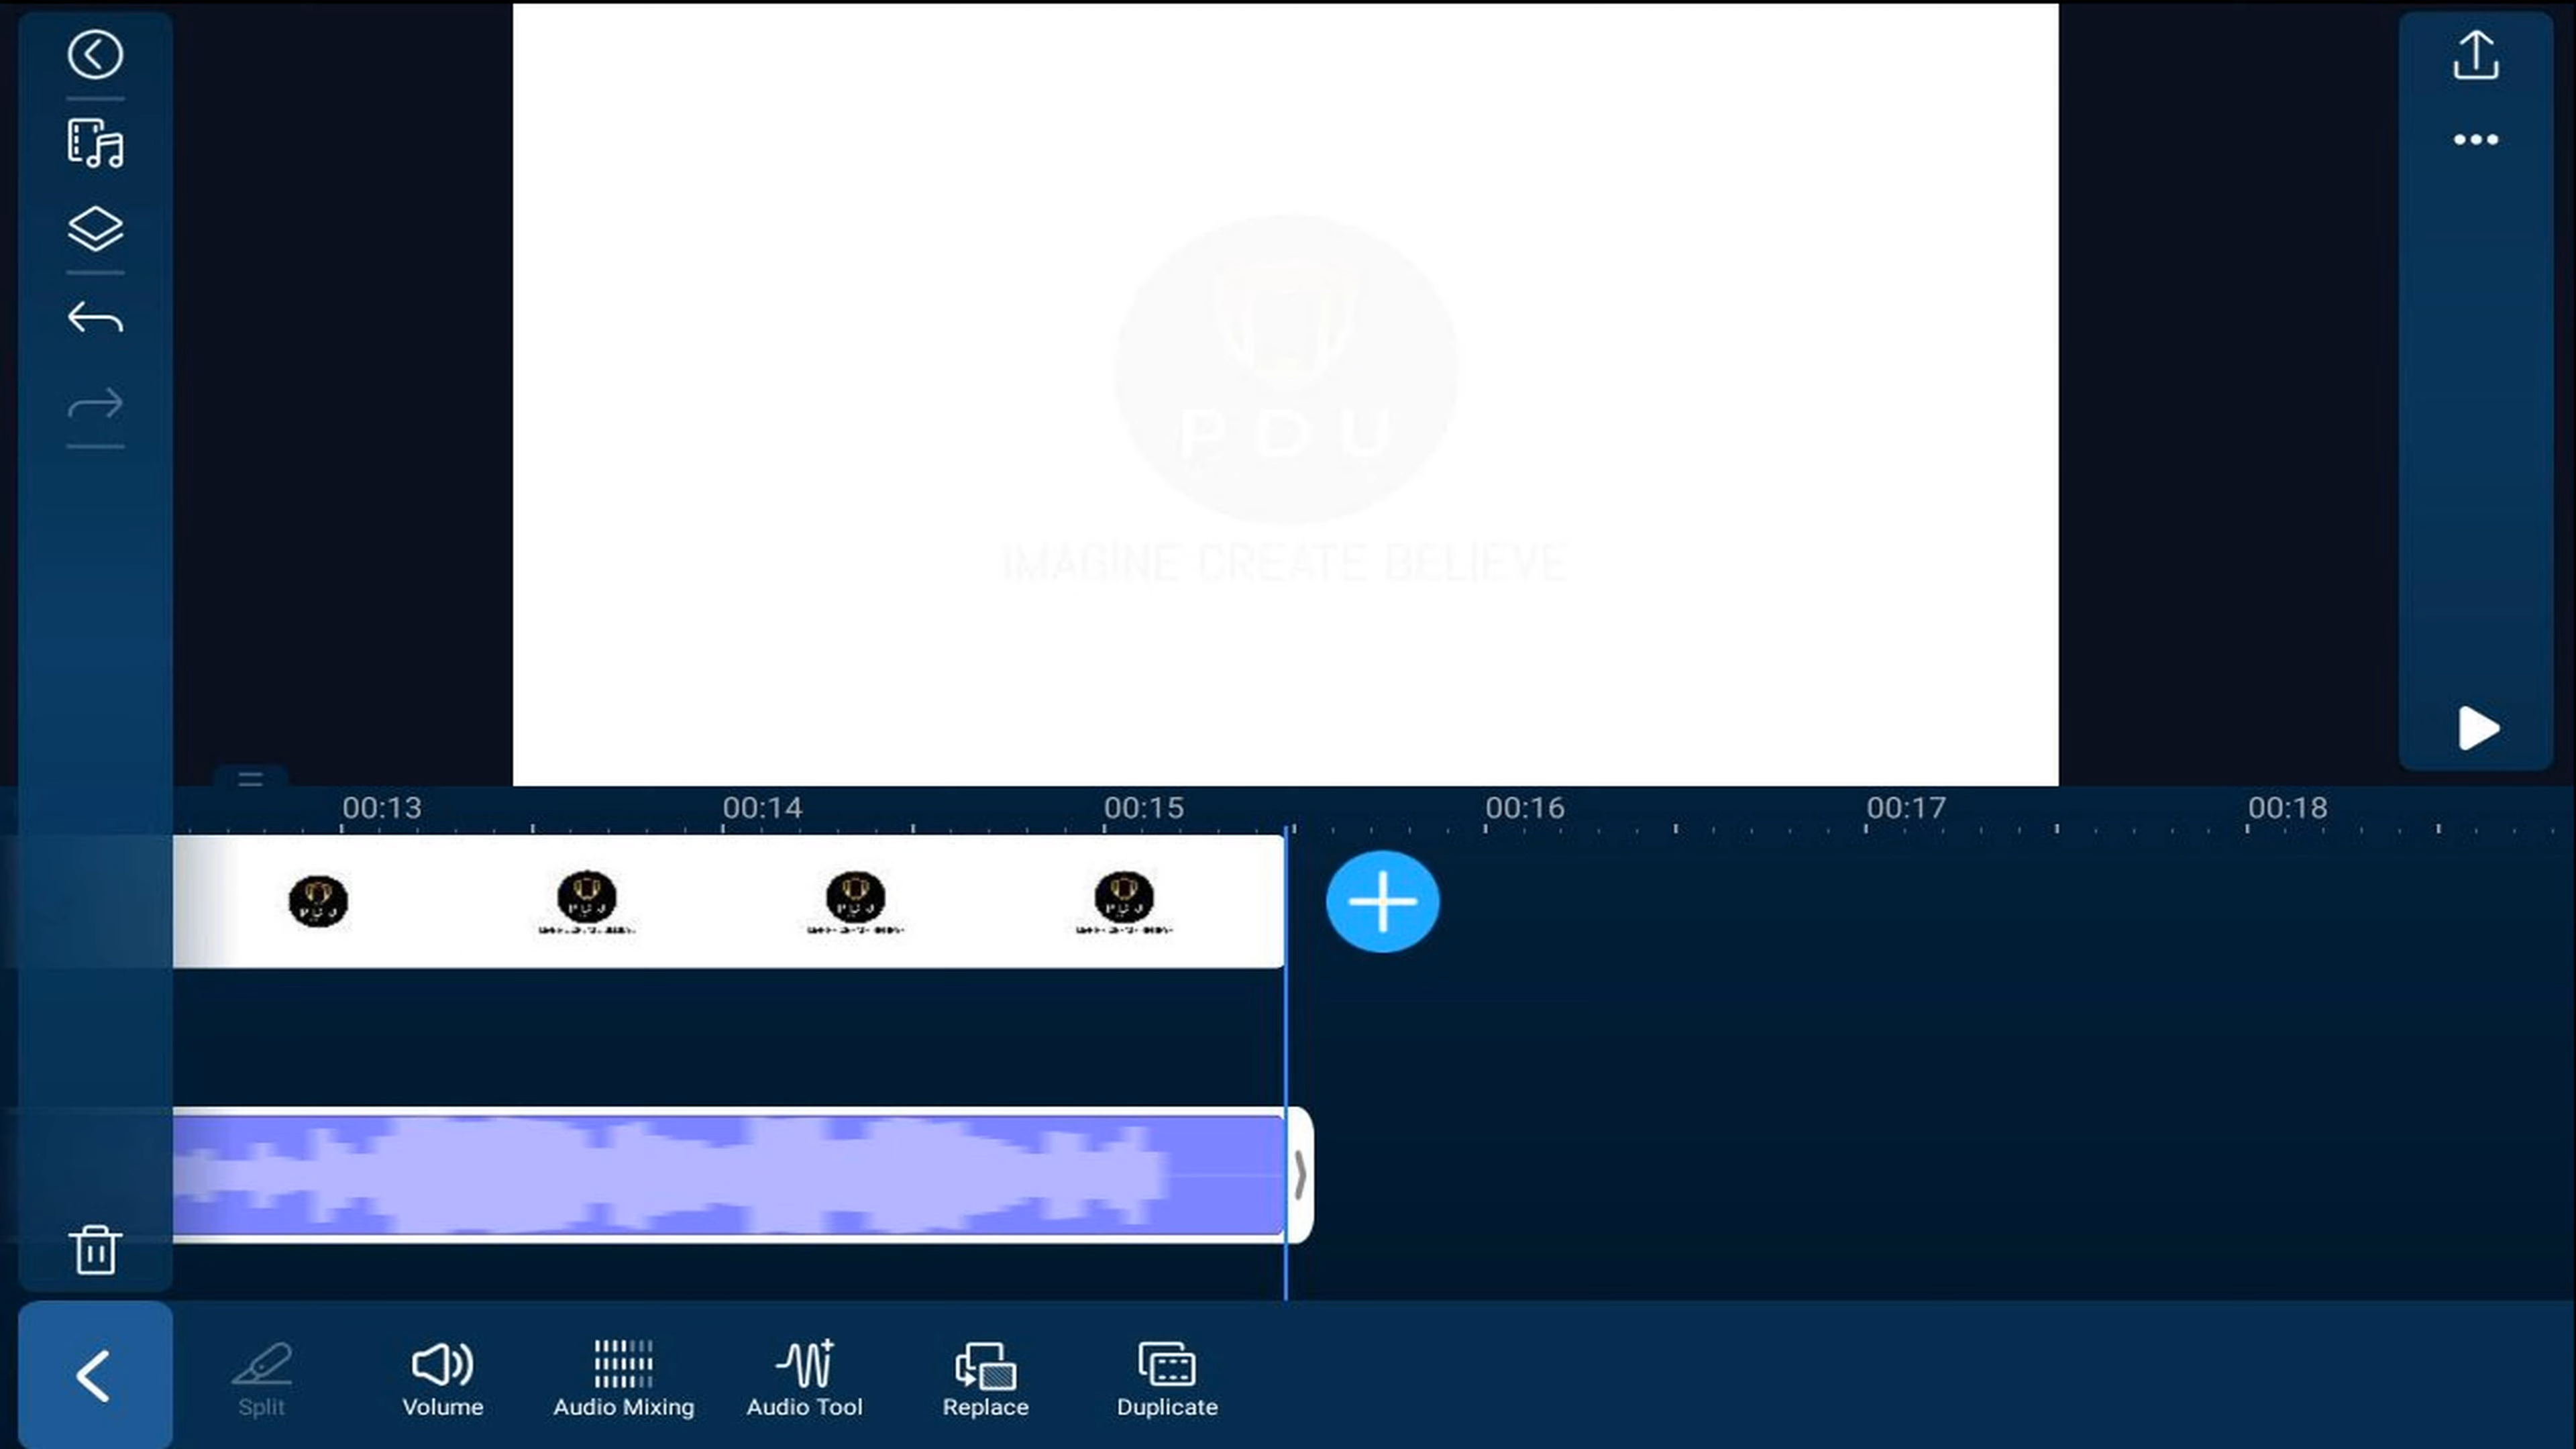 P D U
IMAGINE CREATE BELIEVE
00:13 00:14 00:15 00:16 00:17 00:18
Split Volume Audio Mixing Audio Tool Replace Duplicate